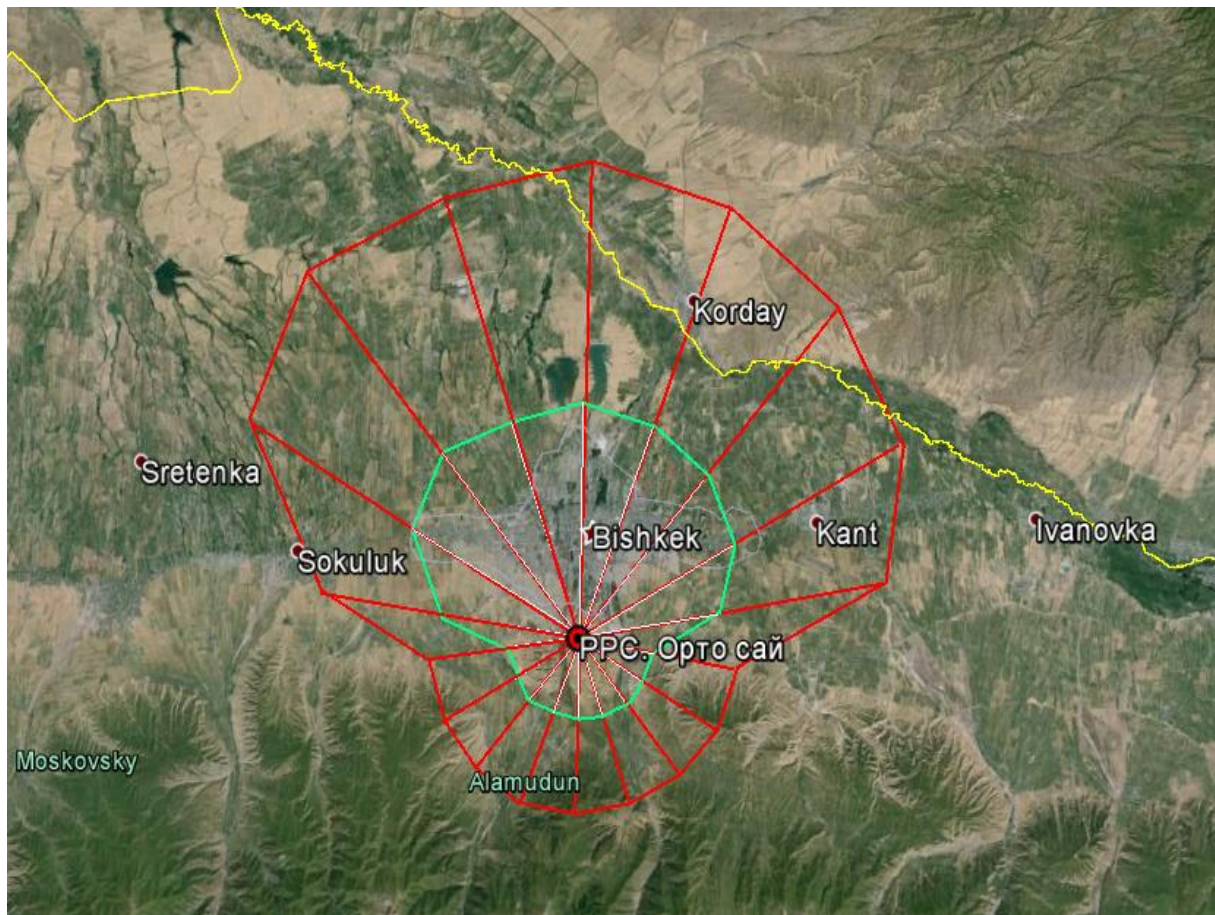 Korday
Sretenka
Kant
Ivanovka
Bishkek
Sokuluk
РРС. Орто сай
Moskovsky
Alamudun